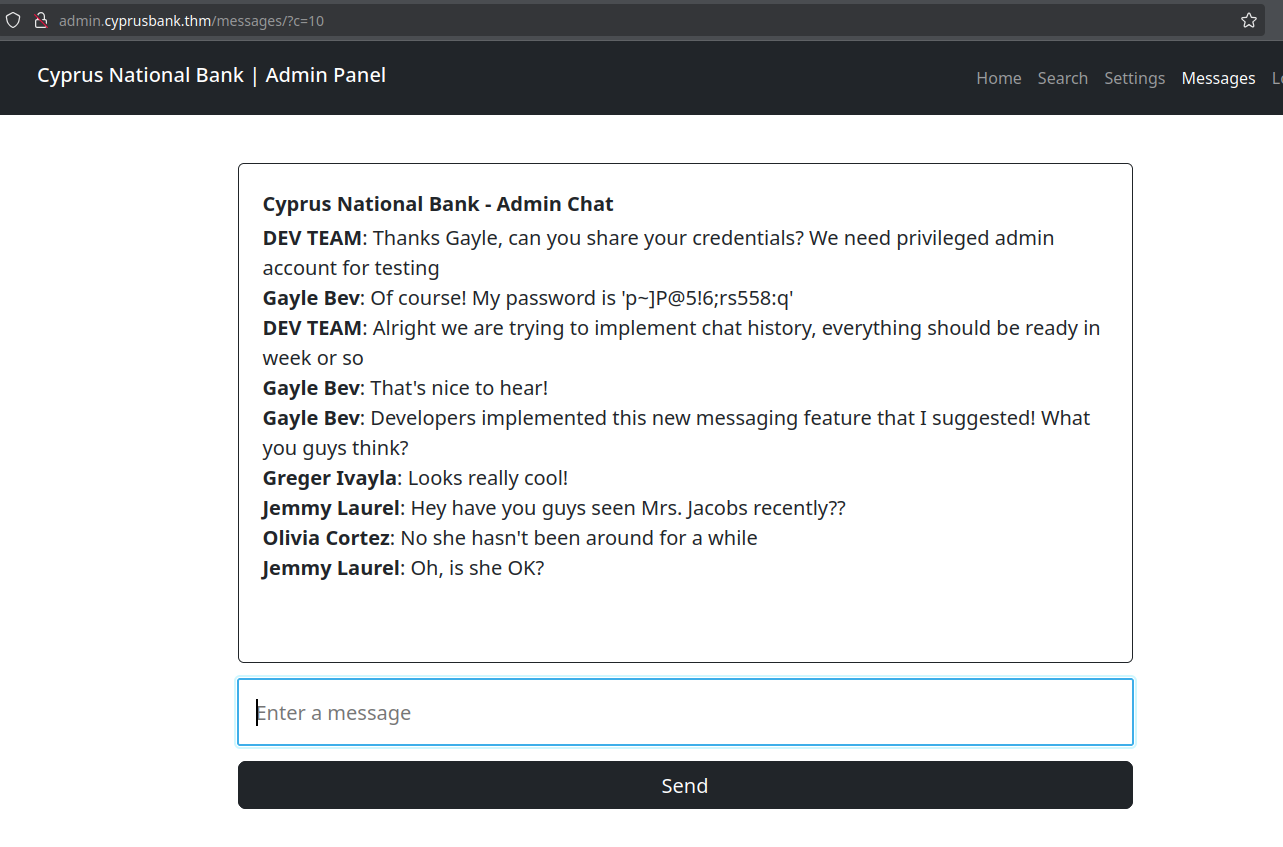 admin.cyprusbank.thm/messages/?c=10
Cyprus National Bank | Admin Panel
Home Search Settings Messages
Cyprus National Bank - Admin Chat
DEV TEAM: Thanks Gayle, can you share your credentials? We need privileged admin
account for testing
Gayle Bev: Of course! My password is 'p~]P@5!6;rs558:q'
DEV TEAM: Alright we are trying to implement chat history, everything should be ready in
week or so
Gayle Bev: That's nice to hear!
Gayle Bev: Developers implemented this new messaging feature that I suggested! What
you guys think?
Greger Ivayla: Looks really cool!
Jemmy Laurel: Hey have you guys seen Mrs. Jacobs recently??
Olivia Cortez: No she hasn't been around for a while
Jemmy Laurel: Oh, is she OK?
Enter a message
Send